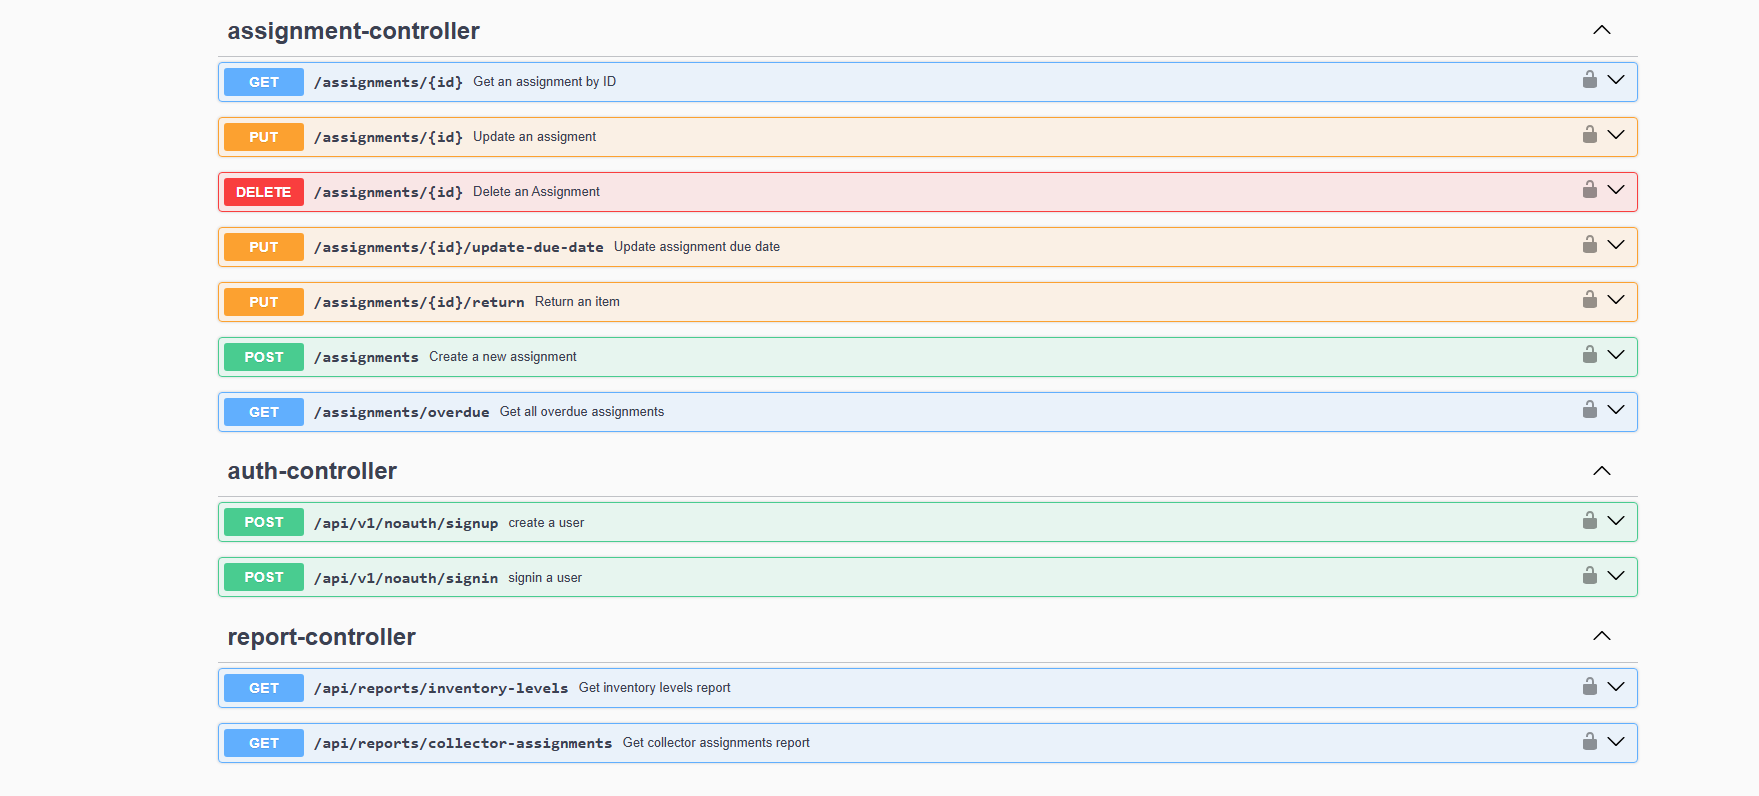 assignment-controller
GET /assignments/{id} Get an assignment by ID
PUT /assignments/{id} Update an assigment
DELETE /assignments/{id} Delete an Assignment
PUT /assignments/{id}/update-due-date Update assignment due date
PUT /assignments/{id}/return Return an item
POST /assignments Create a new assignment
GET /assignments/overdue Get all overdue assignments
auth-controller
POST /api/v1/noauth/signup create a user
POST /api/v1/noauth/signin signin a user
report-controller
GET /api/reports/inventory-levels Get inventory levels report
GET /api/reports/collector-assignments Get collector assignments report